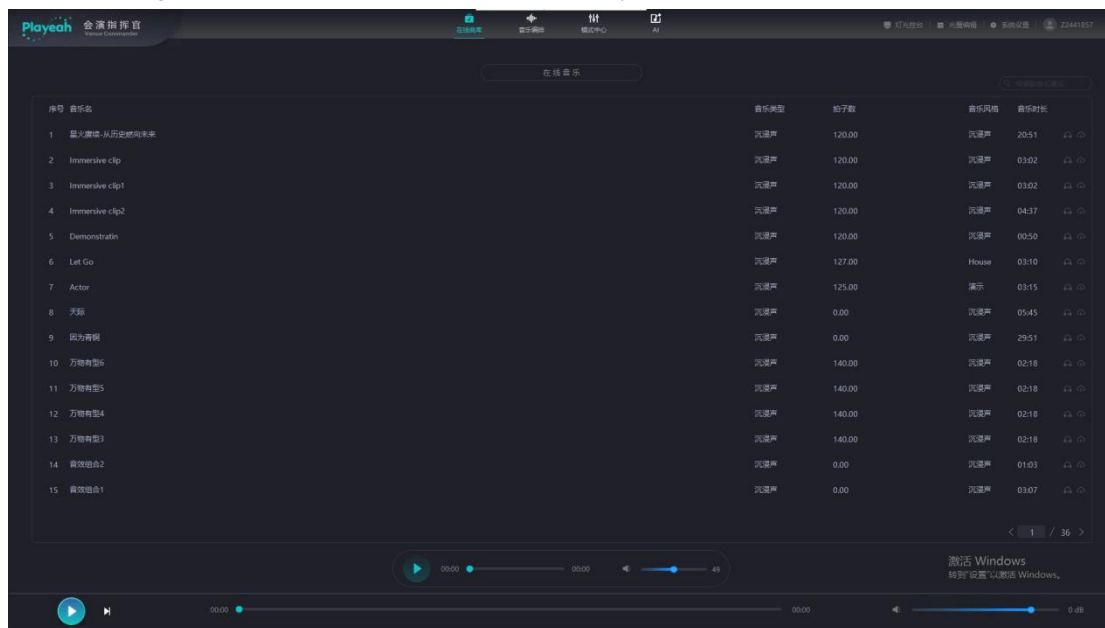 Playeah 会演指挥官
Venue Commander
在线曲库 音乐编排 模式中心 AI
灯光控台 光雕编辑 系统设置 Z2441857
在线音乐
序号 音乐名 音乐类型 拍子数 音乐风格 音乐时长
1 星火赓续-从历史燃向未来 沉浸声 120.00 沉浸声 20:51
2 Immersive clip 沉浸声 120.00 沉浸声 03:02
3 Immersive clip1 沉浸声 120.00 沉浸声 03:02
4 Immersive clip2 沉浸声 120.00 沉浸声 04:37
5 Demonstratin 沉浸声 120.00 沉浸声 00:50
6 Let Go 沉浸声 127.00 House 03:10
7 Actor 沉浸声 125.00 演示 03:15
8 天际 沉浸声 0.00 沉浸声 05:45
9 因为青铜 沉浸声 0.00 沉浸声 29:51
10 万物有型6 沉浸声 140.00 沉浸声 02:18
11 万物有型5 沉浸声 140.00 沉浸声 02:18
12 万物有型4 沉浸声 140.00 沉浸声 02:18
13 万物有型3 沉浸声 140.00 沉浸声 02:18
14 音效组合2 沉浸声 0.00 沉浸声 01:03
15 音效组合1 沉浸声 0.00 沉浸声 03:07
< 1 / 36 >
00:00 00:00 49
激活 Windows
转到"设置"以激活 Windows。
00:00 00:00 0 dB